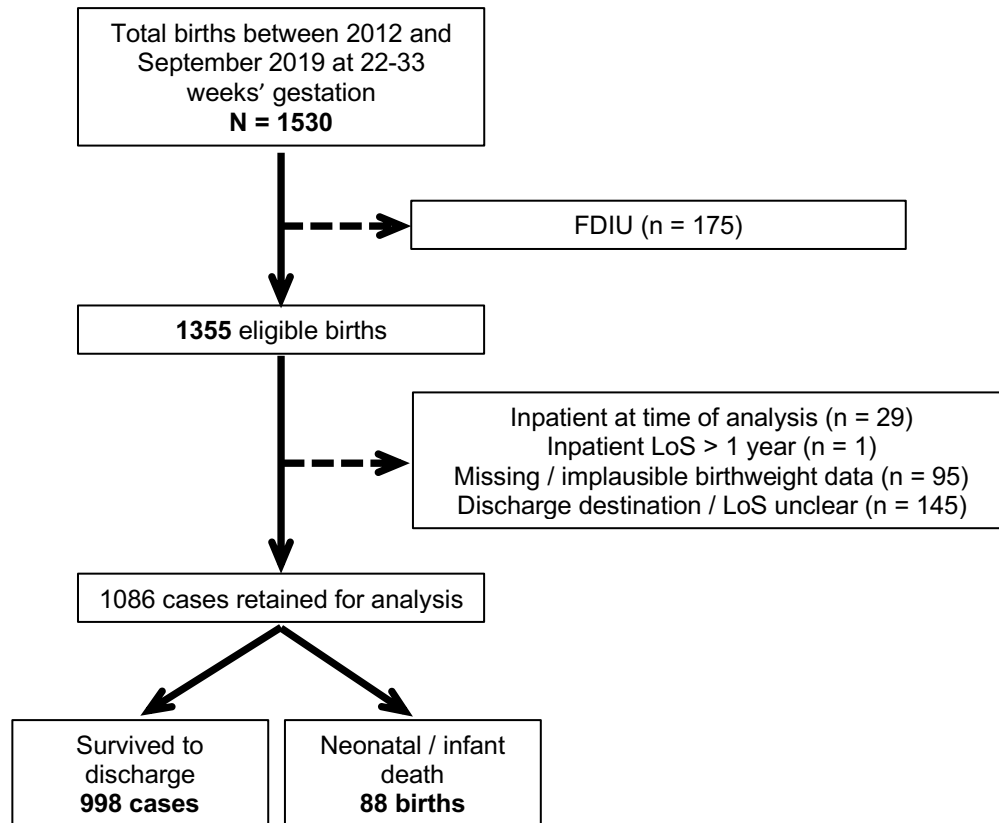 Total births between 2012 and
September 2019 at 22-33
weeks’ gestation
N = 1530
FDIU (n = 175)
1355 eligible births
Inpatient at time of analysis (n = 29)
Inpatient LoS > 1 year (n = 1)
Missing / implausible birthweight data (n = 95)
Discharge destination / LoS unclear (n = 145)
1086 cases retained for analysis
Survived to
discharge
998 cases
Neonatal / infant
death
88 births